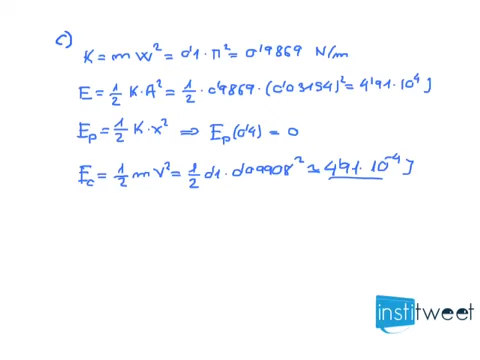 c)
K = m w² = 0'1 · π² = 0'9869 N/m
E = 1/2 K·A² = 1/2 · 0'9869 · (0'03154)² = 4'91·10⁻⁴ J
Ep = 1/2 K·x² ⇒ Ep(0'4) = 0
Ec = 1/2 m V² = 1/2 0'1 · 0'09908² ≈ 4'91·10⁻⁴ J
institweet